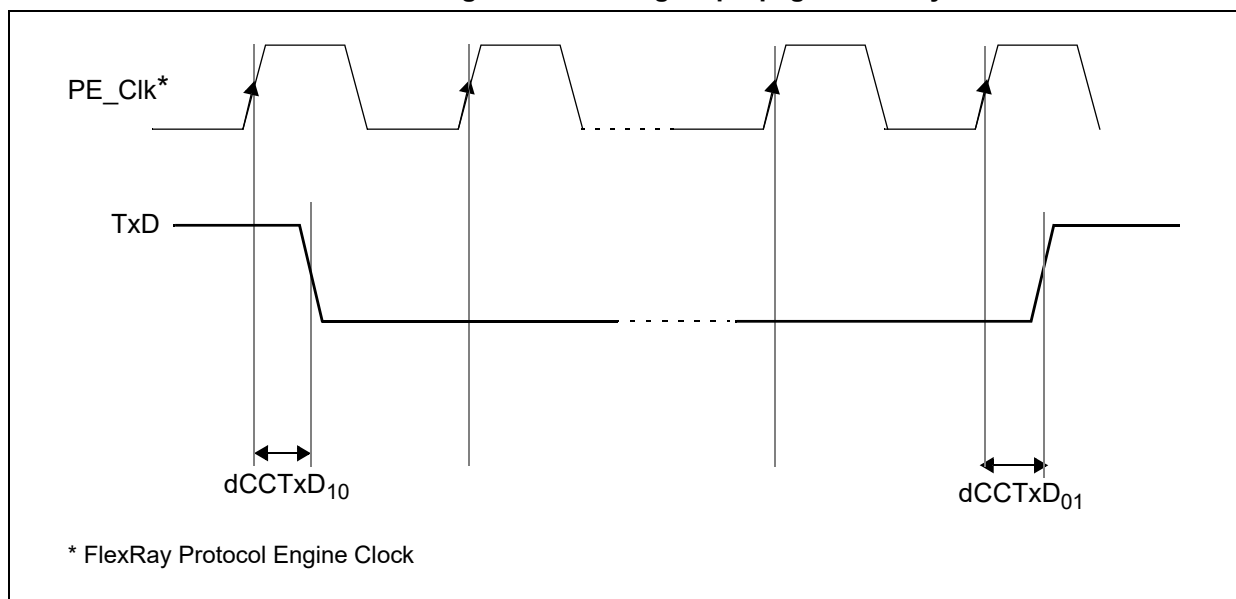 PE_Clk*
TxD
dCCTxD10
dCCTxD01
* FlexRay Protocol Engine Clock